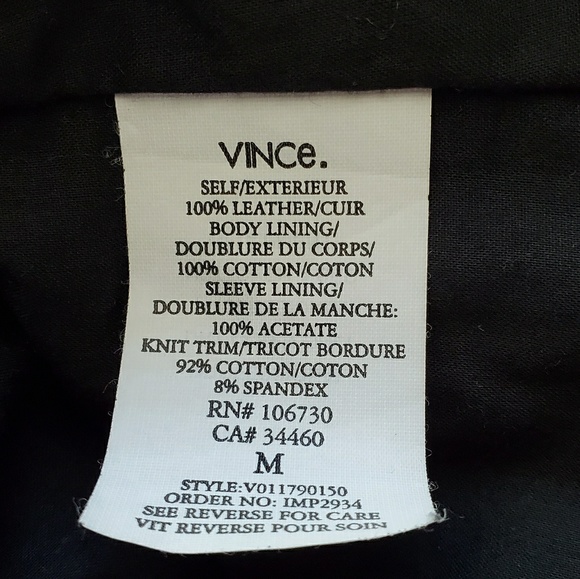 VINCe.
SELF/EXTERIEUR
100% LEATHER/CUIR
BODY LINING/
DOUBLURE DU CORPS/
100% COTTON/COTON
SLEEVE LINING/
DOUBLURE DE LA MANCHE:
100% ACETATE
KNIT TRIM/TRICOT BORDURE
92% COTTON/COTON
8% SPANDEX
RN# 106730
CA# 34460
M
STYLE:V011790150
ORDER NO: IMP2934
SEE REVERSE FOR CARE
VIT REVERSE POUR SOIN